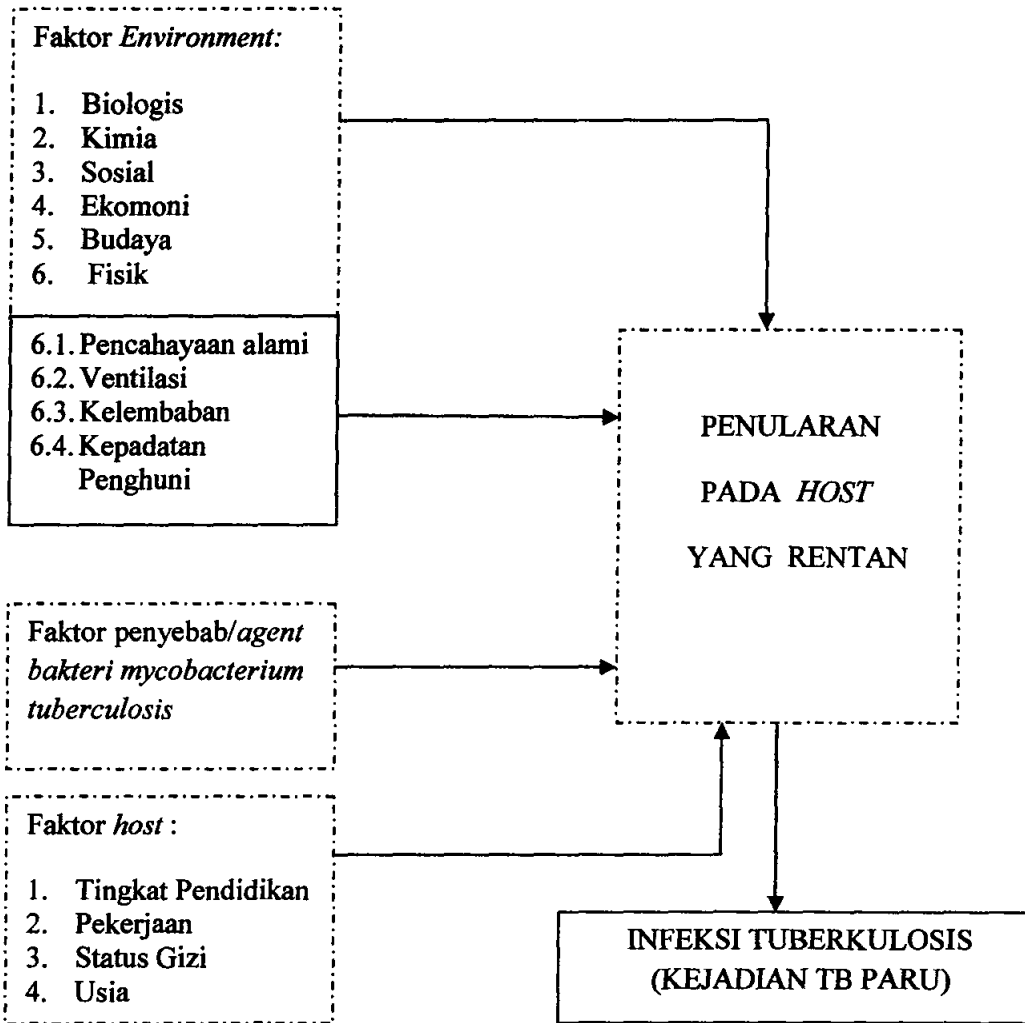 Faktor Environment:
1. Biologis
2. Kimia
3. Sosial
4. Ekomoni
5. Budaya
6. Fisik
6.1. Pencahayaan alami
6.2. Ventilasi
6.3. Kelembaban
6.4. Kepadatan
Penghuni
PENULARAN
PADA HOST
YANG RENTAN
Faktor penyebab/agent
bakteri mycobacterium
tuberculosis
Faktor host :
1. Tingkat Pendidikan
2. Pekerjaan
3. Status Gizi
4. Usia
INFEKSI TUBERKULOSIS
(KEJADIAN TB PARU)